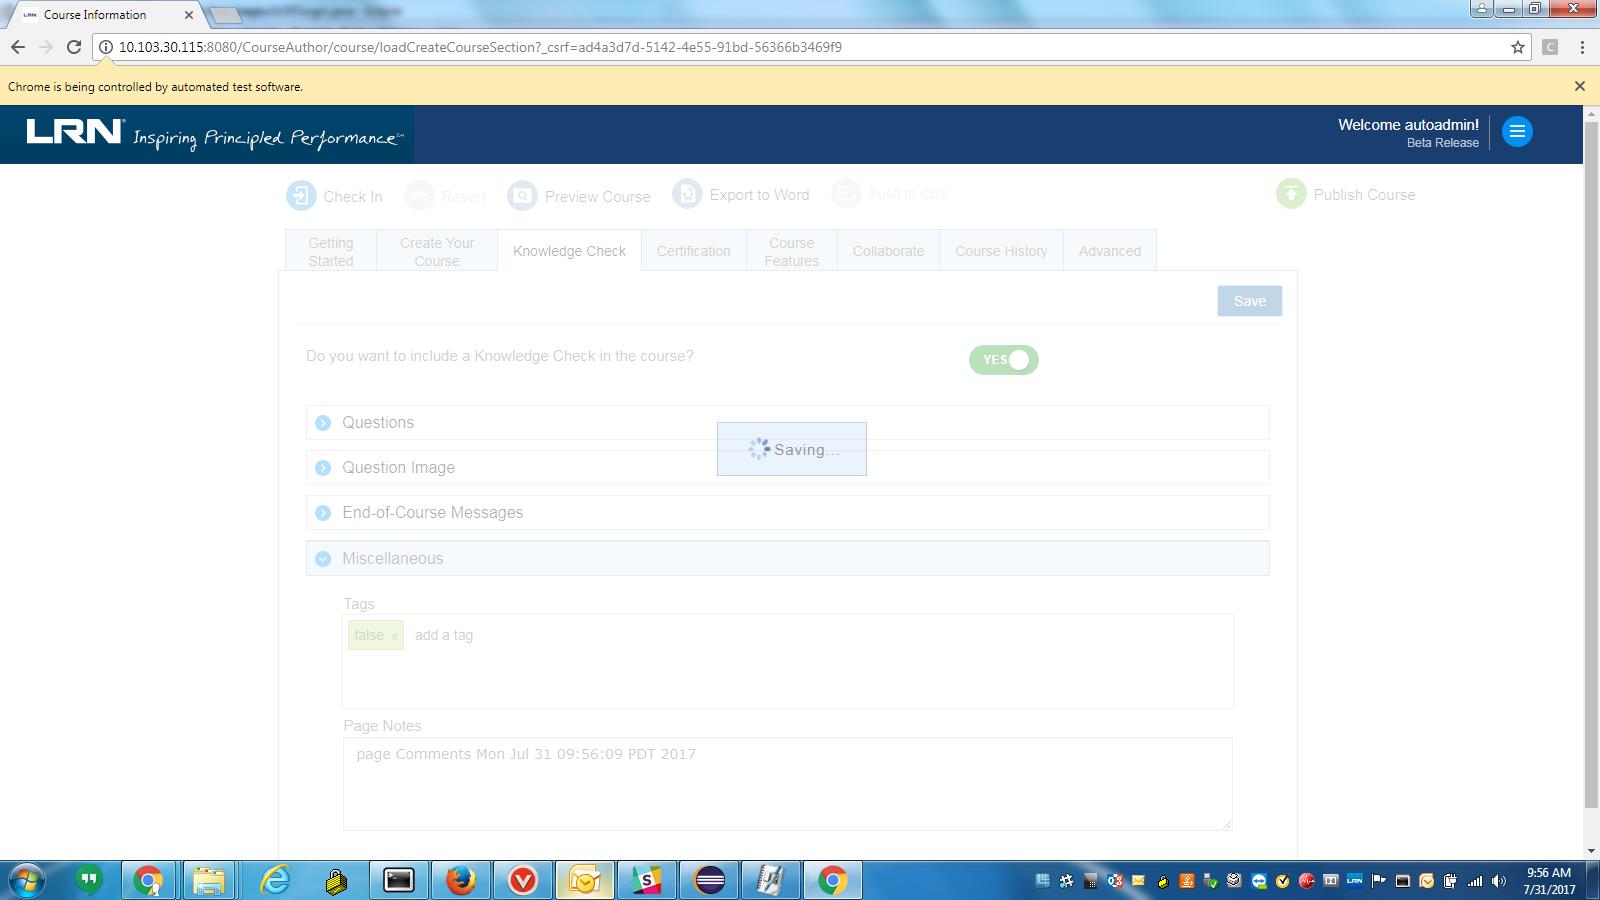 Course Information
10.103.30.115:8080/CourseAuthor/course/loadCreateCourseSection?_csrf=ad4a3d7d-5142-4e55-91bd-56366b3469f9
Chrome is being controlled by automated test software.
LRN Inspiring Principled Performance
Welcome autoadmin!
Beta Release
Check In
Revert
Preview Course
Export to Word
Push to CDV
Publish Course
Getting Started
Create Your Course
Knowledge Check
Certification
Course Features
Collaborate
Course History
Advanced
Save
Do you want to include a Knowledge Check in the course?
YES
Questions
Saving...
Question Image
End-of-Course Messages
Miscellaneous
Tags
false x add a tag
Page Notes
page Comments Mon Jul 31 09:56:09 PDT 2017
9:56 AM
7/31/2017